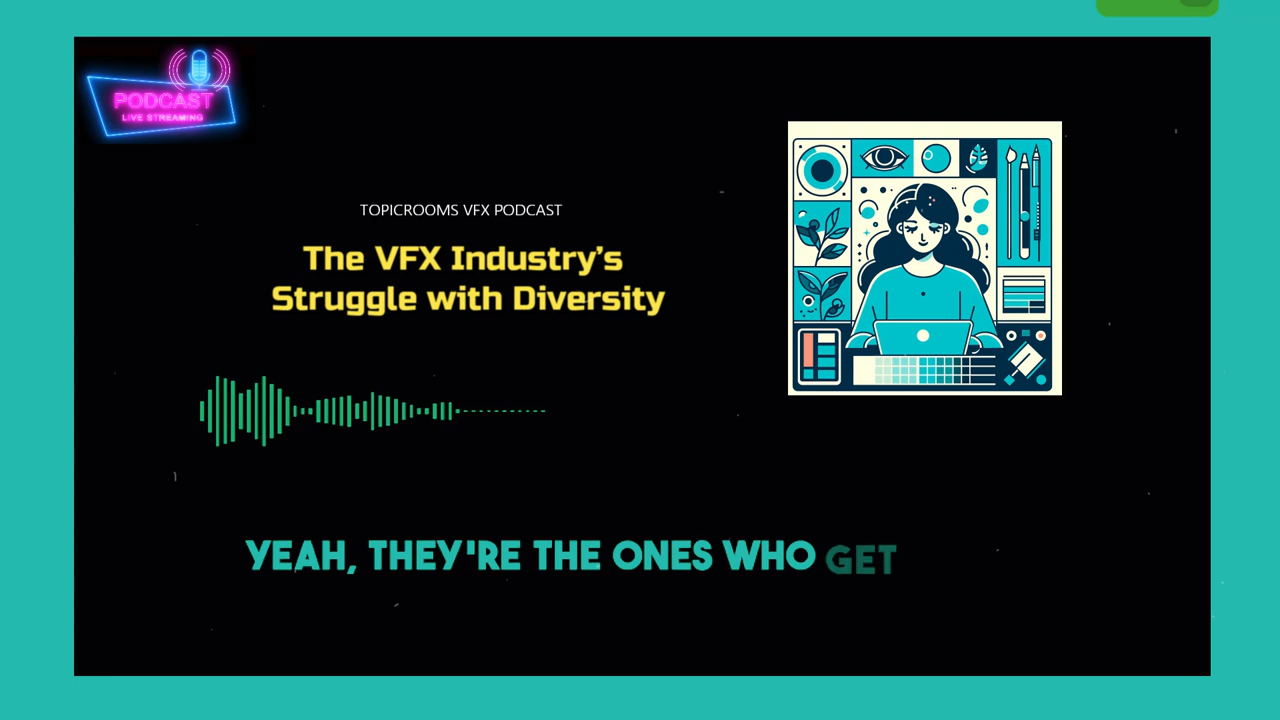 PODCAST
LIVE STREAMING
TOPICROOMS VFX PODCAST
The VFX Industry’s
Struggle with Diversity
YEAH, THEY'RE THE ONES WHO GET